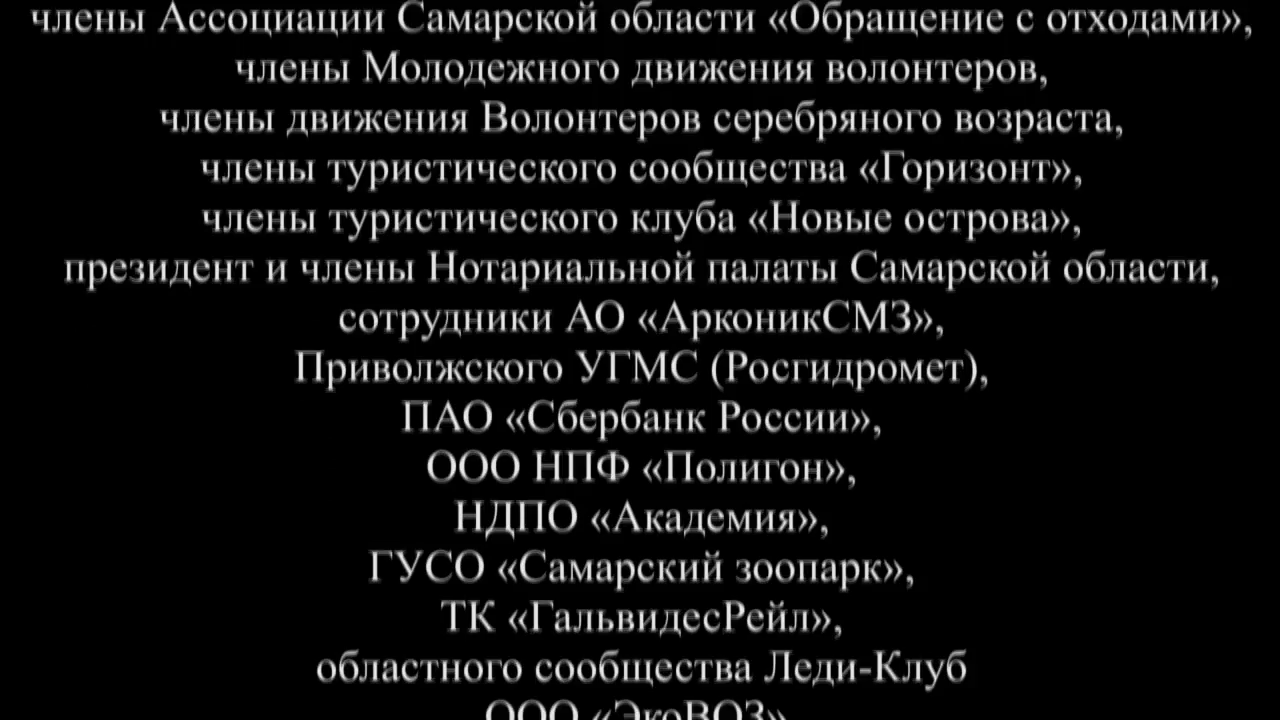 члены Ассоциации Самарской области «Обращение с отходами»,
члены Молодежного движения волонтеров,
члены движения Волонтеров серебряного возраста,
члены туристического сообщества «Горизонт»,
члены туристического клуба «Новые острова»,
президент и члены Нотариальной палаты Самарской области,
сотрудники АО «АрконикСМЗ»,
Приволжского УГМС (Росгидромет),
ПАО «Сбербанк России»,
ООО НПФ «Полигон»,
НДПО «Академия»,
ГУСО «Самарский зоопарк»,
ТК «ГальвидесРейл»,
областного сообщества Леди-Клуб
ООО «ЭкоВОЗ»